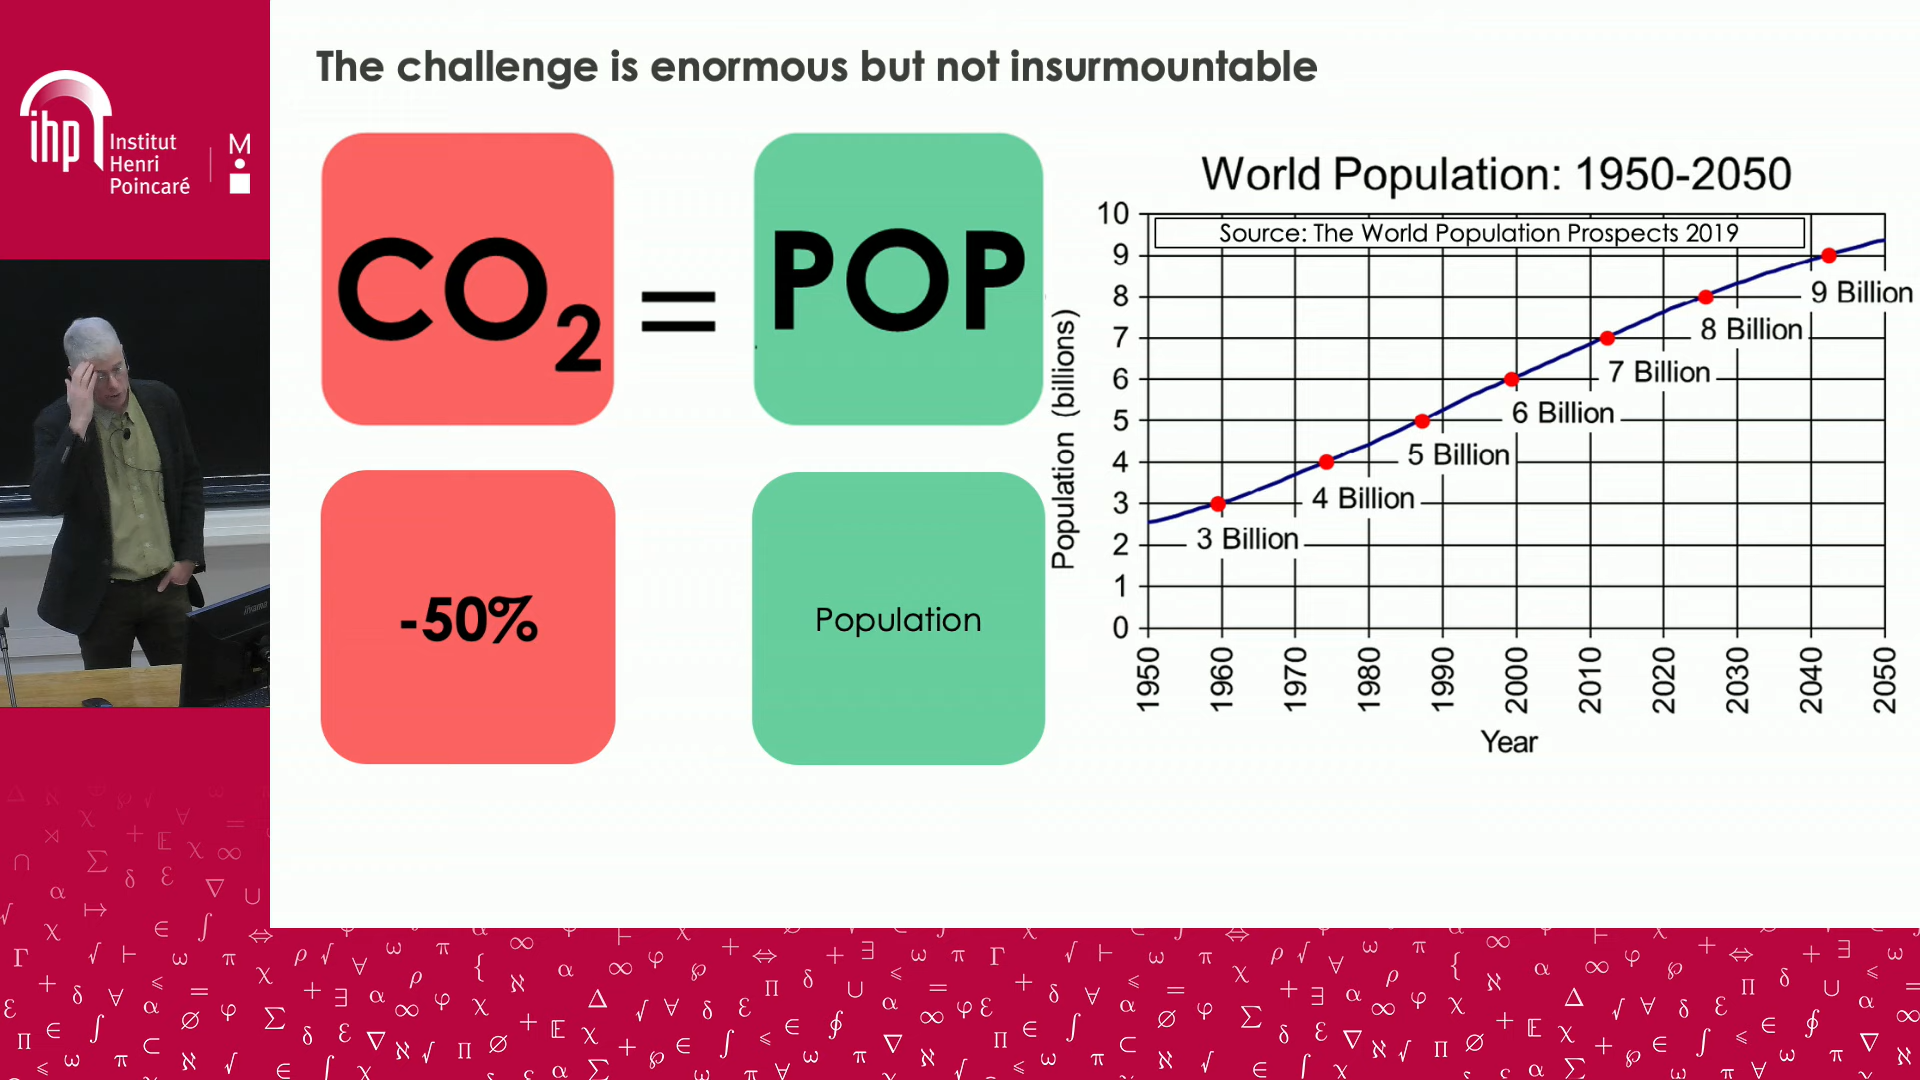 The challenge is enormous but not insurmountable
ihp
Institut
Henri
Poincaré
M
CO2
=
POP
-50%
Population
World Population: 1950-2050
Source: The World Population Prospects 2019
Population (billions)
10
9
8
7
6
5
4
3
2
1
0
9 Billion
8 Billion
7 Billion
6 Billion
5 Billion
4 Billion
3 Billion
1950
1960
1970
1980
1990
2000
2010
2020
2030
2040
2050
Year
iiyama